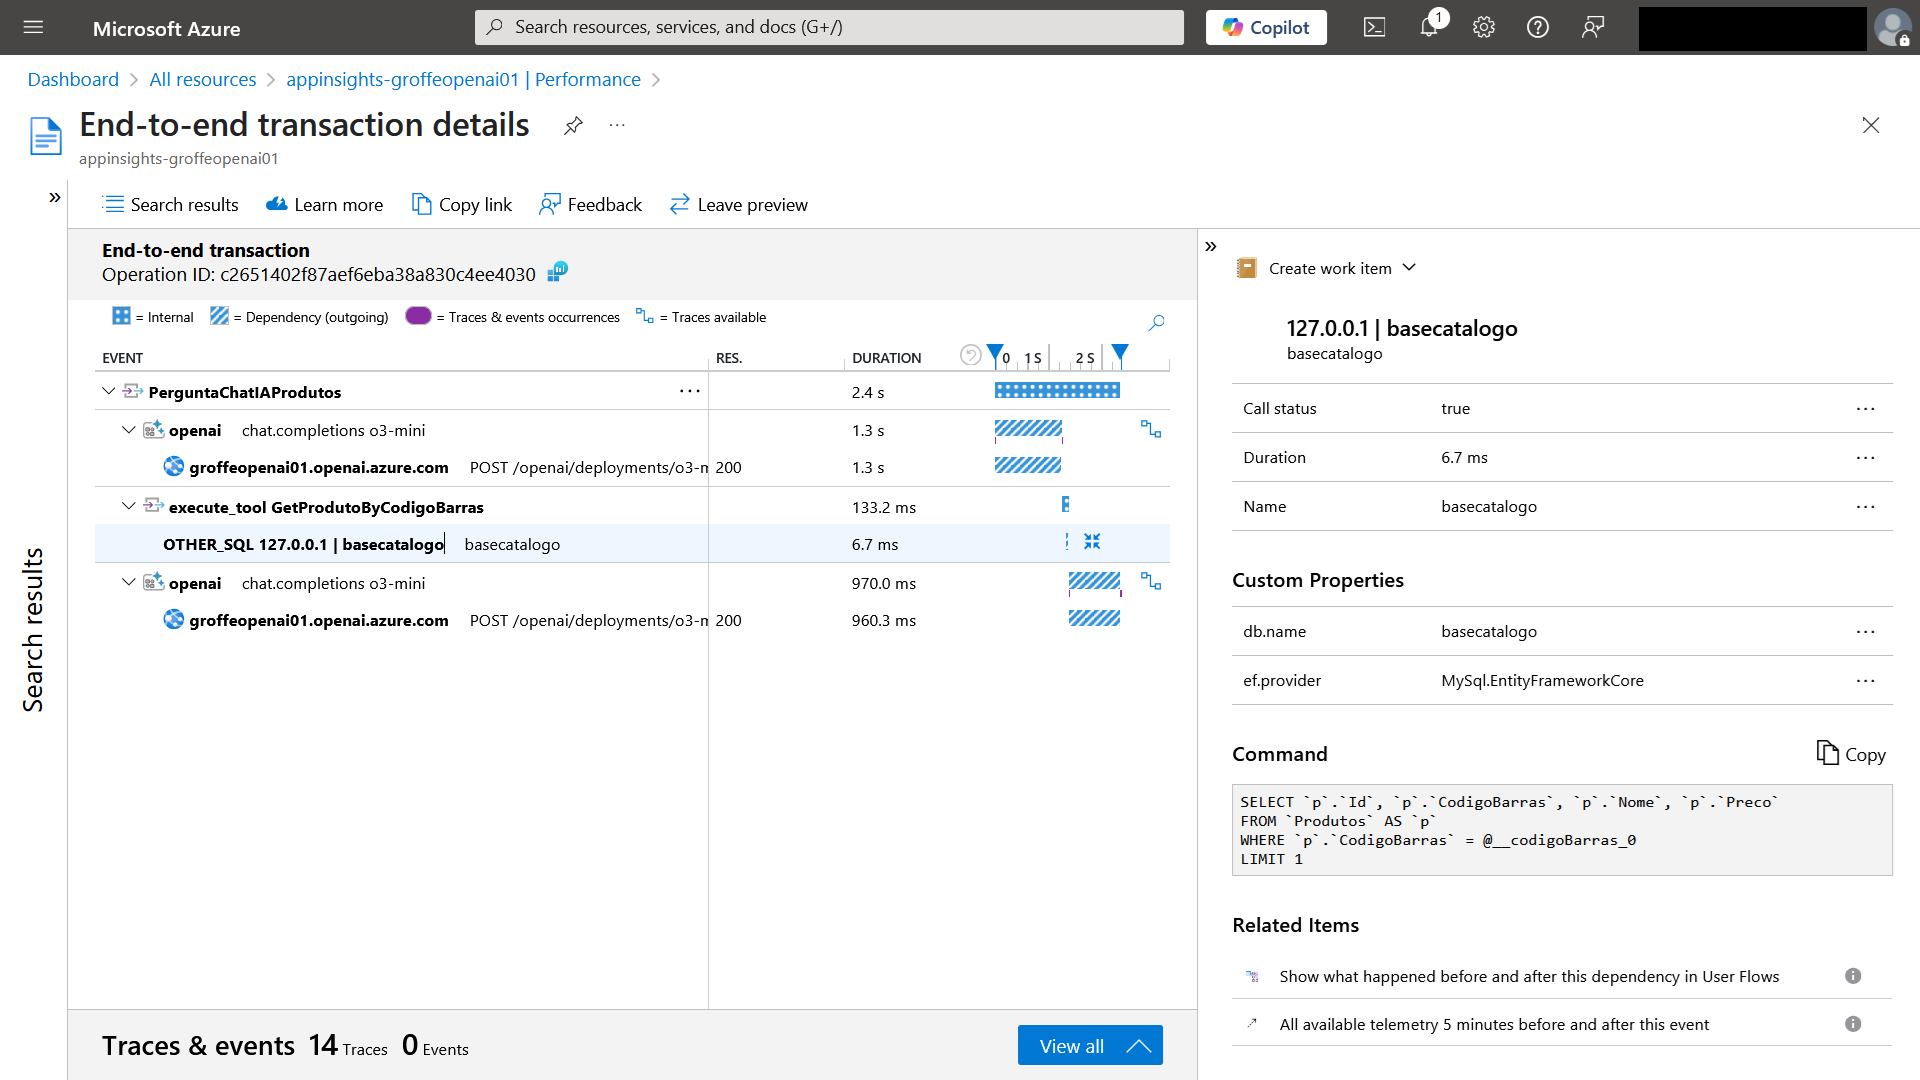 Microsoft Azure
Search resources, services, and docs (G+/)
Copilot
1
Dashboard
All resources
appinsights-groffeopenai01 | Performance
End-to-end transaction details
...
appinsights-groffeopenai01
Search results
Learn more
Copy link
Feedback
Leave preview
Search results
End-to-end transaction
Operation ID: c2651402f87aef6eba38a830c4ee4030
= Internal
= Dependency (outgoing)
= Traces & events occurrences
= Traces available
EVENT RES. DURATION 0 1 S 2 S
PerguntaChatIAProdutos ... 2.4 s
openai chat.completions o3-mini 1.3 s
groffeopenai01.openai.azure.com POST /openai/deployments/o3-m 200 1.3 s
execute_tool GetProdutoByCodigoBarras 133.2 ms
OTHER_SQL 127.0.0.1 | basecatalogo basecatalogo 6.7 ms
openai chat.completions o3-mini 970.0 ms
groffeopenai01.openai.azure.com POST /openai/deployments/o3-m 200 960.3 ms
Traces & events 14 Traces 0 Events
View all
Create work item
127.0.0.1 | basecatalogo
basecatalogo
Call status true ...
Duration 6.7 ms ...
Name basecatalogo ...
Custom Properties
db.name basecatalogo ...
ef.provider MySql.EntityFrameworkCore ...
Command
Copy
SELECT `p`.`Id`, `p`.`CodigoBarras`, `p`.`Nome`, `p`.`Preco`
FROM `Produtos` AS `p`
WHERE `p`.`CodigoBarras` = @__codigoBarras_0
LIMIT 1
Related Items
Show what happened before and after this dependency in User Flows
All available telemetry 5 minutes before and after this event